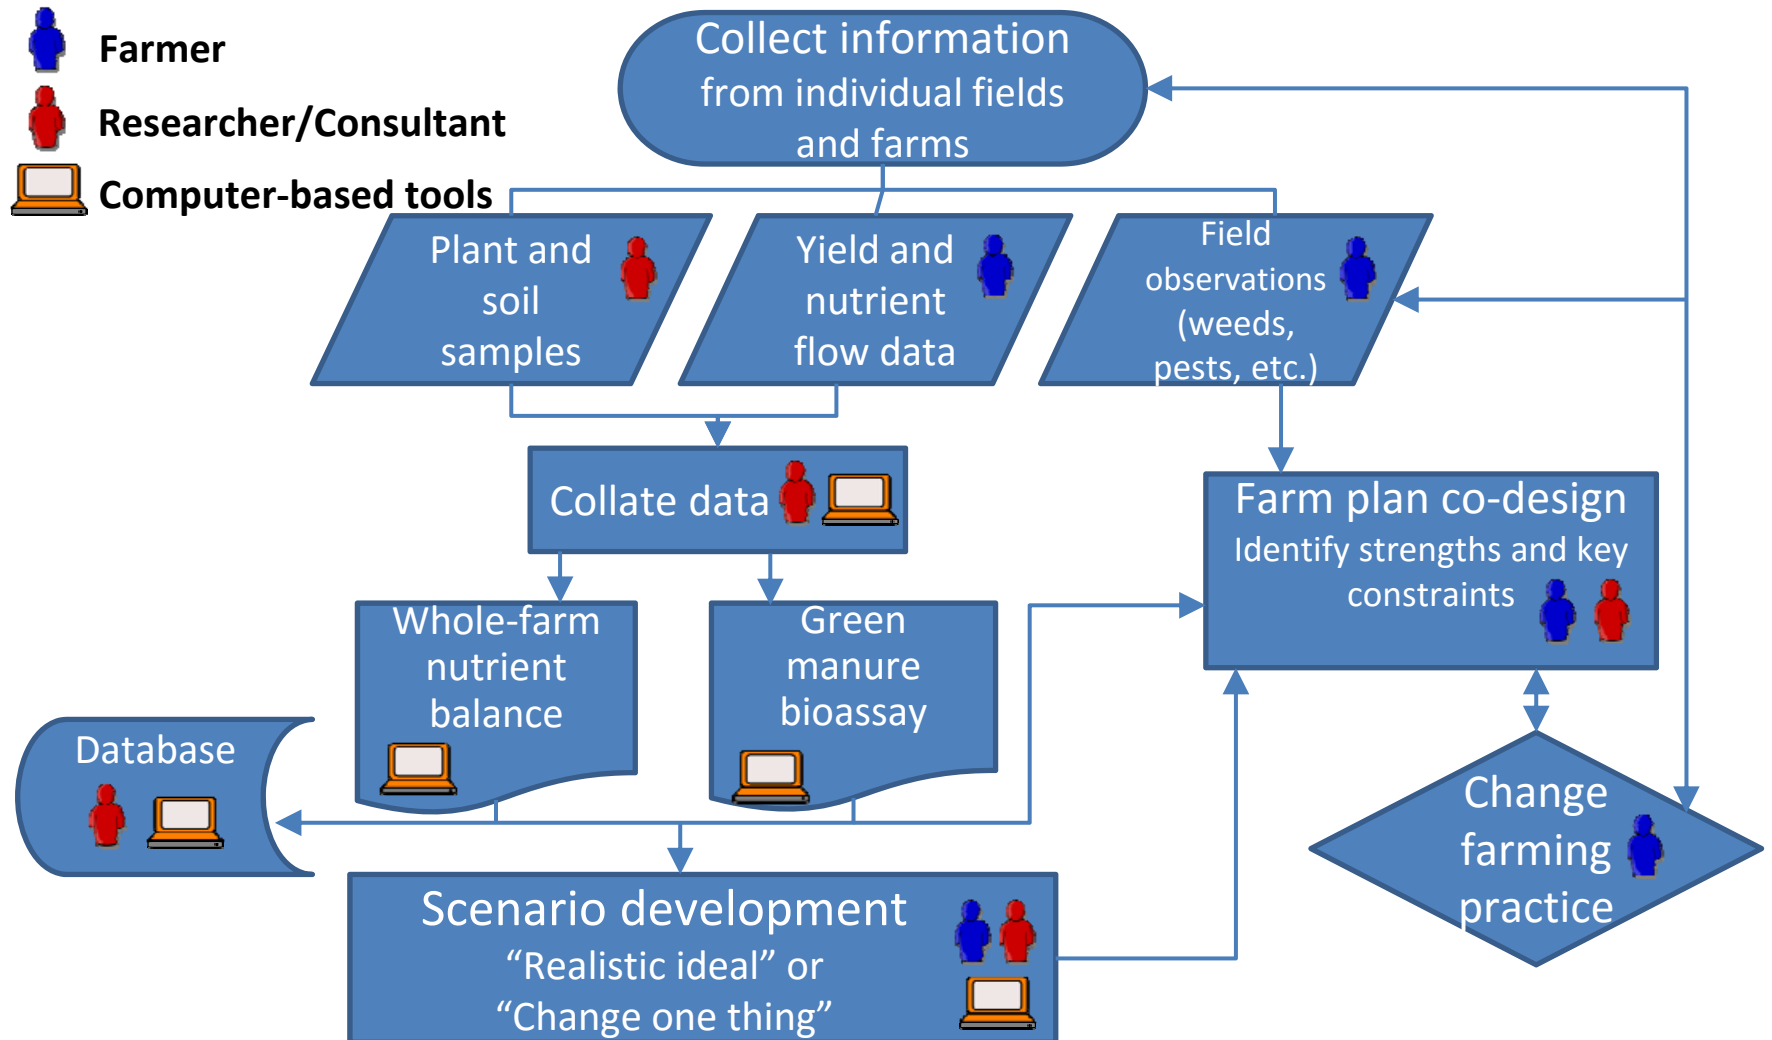 Farmer
Researcher/Consultant
Computer-based tools
Collect information
from individual fields
and farms
Plant and
soil
samples
Yield and
nutrient
flow data
Field
observations
(weeds,
pests, etc.)
Collate data
Farm plan co-design
Identify strengths and key
constraints
Whole-farm
nutrient
balance
Green
manure
bioassay
Database
Change
farming
practice
Scenario development
“Realistic ideal” or
“Change one thing”